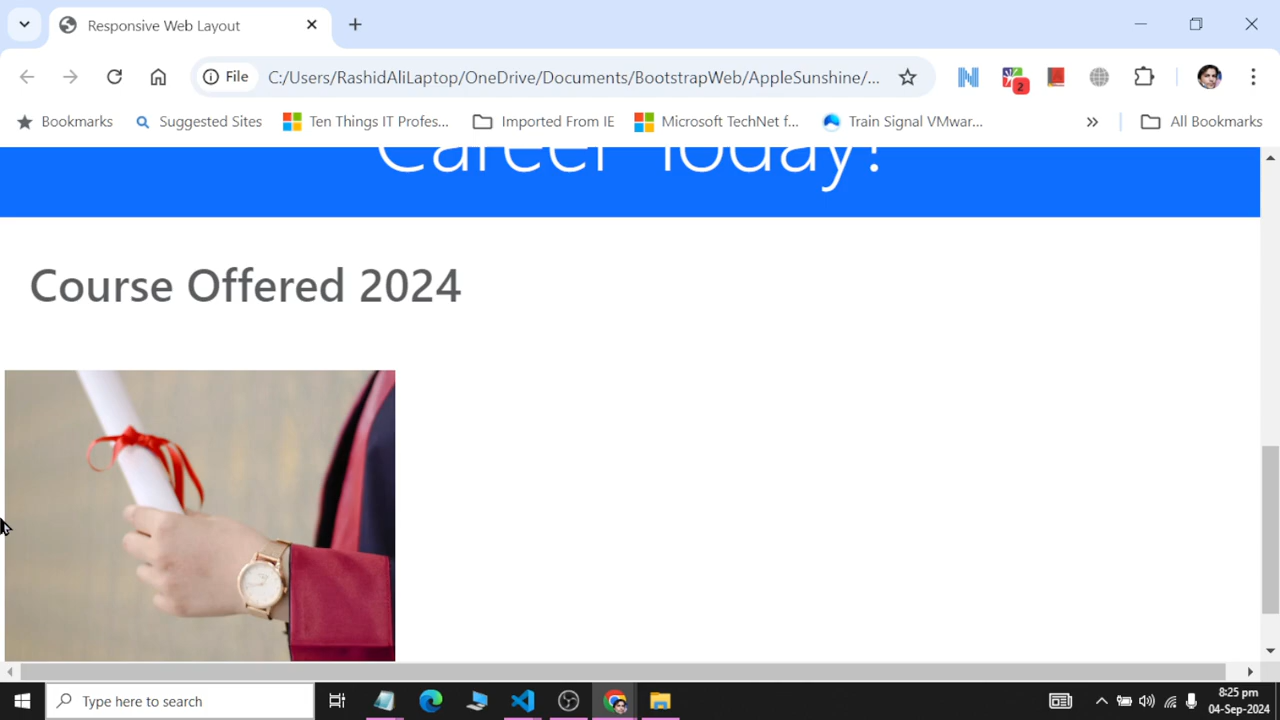 Responsive Web Layout
File
C:/Users/RashidAliLaptop/OneDrive/Documents/BootstrapWeb/AppleSunshine/...
2
Bookmarks
Suggested Sites
Ten Things IT Profes...
Imported From IE
Microsoft TechNet f...
Train Signal VMwar...
All Bookmarks
Career Today!
Course Offered 2024
Type here to search
8:25 pm
04-Sep-2024